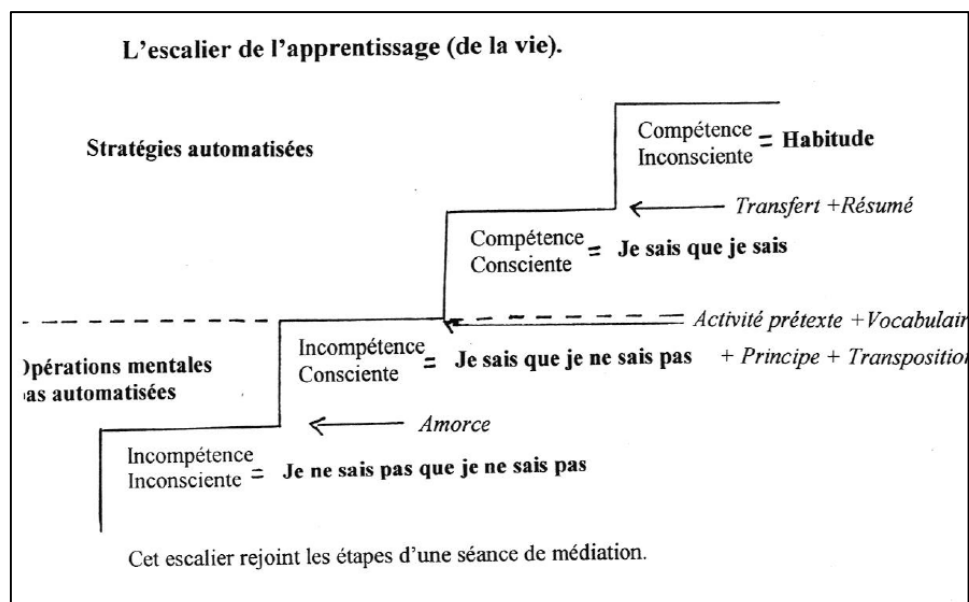 L'escalier de l'apprentissage (de la vie).
Stratégies automatisées
Compétence
Inconsciente = Habitude
Transfert +Résumé
Compétence
Consciente = Je sais que je sais
Activité prétexte +Vocabulair
Opérations mentales
pas automatisées
Incompétence
Consciente = Je sais que je ne sais pas + Principe + Transposition
Amorce
Incompétence
Inconsciente = Je ne sais pas que je ne sais pas
Cet escalier rejoint les étapes d'une séance de médiation.